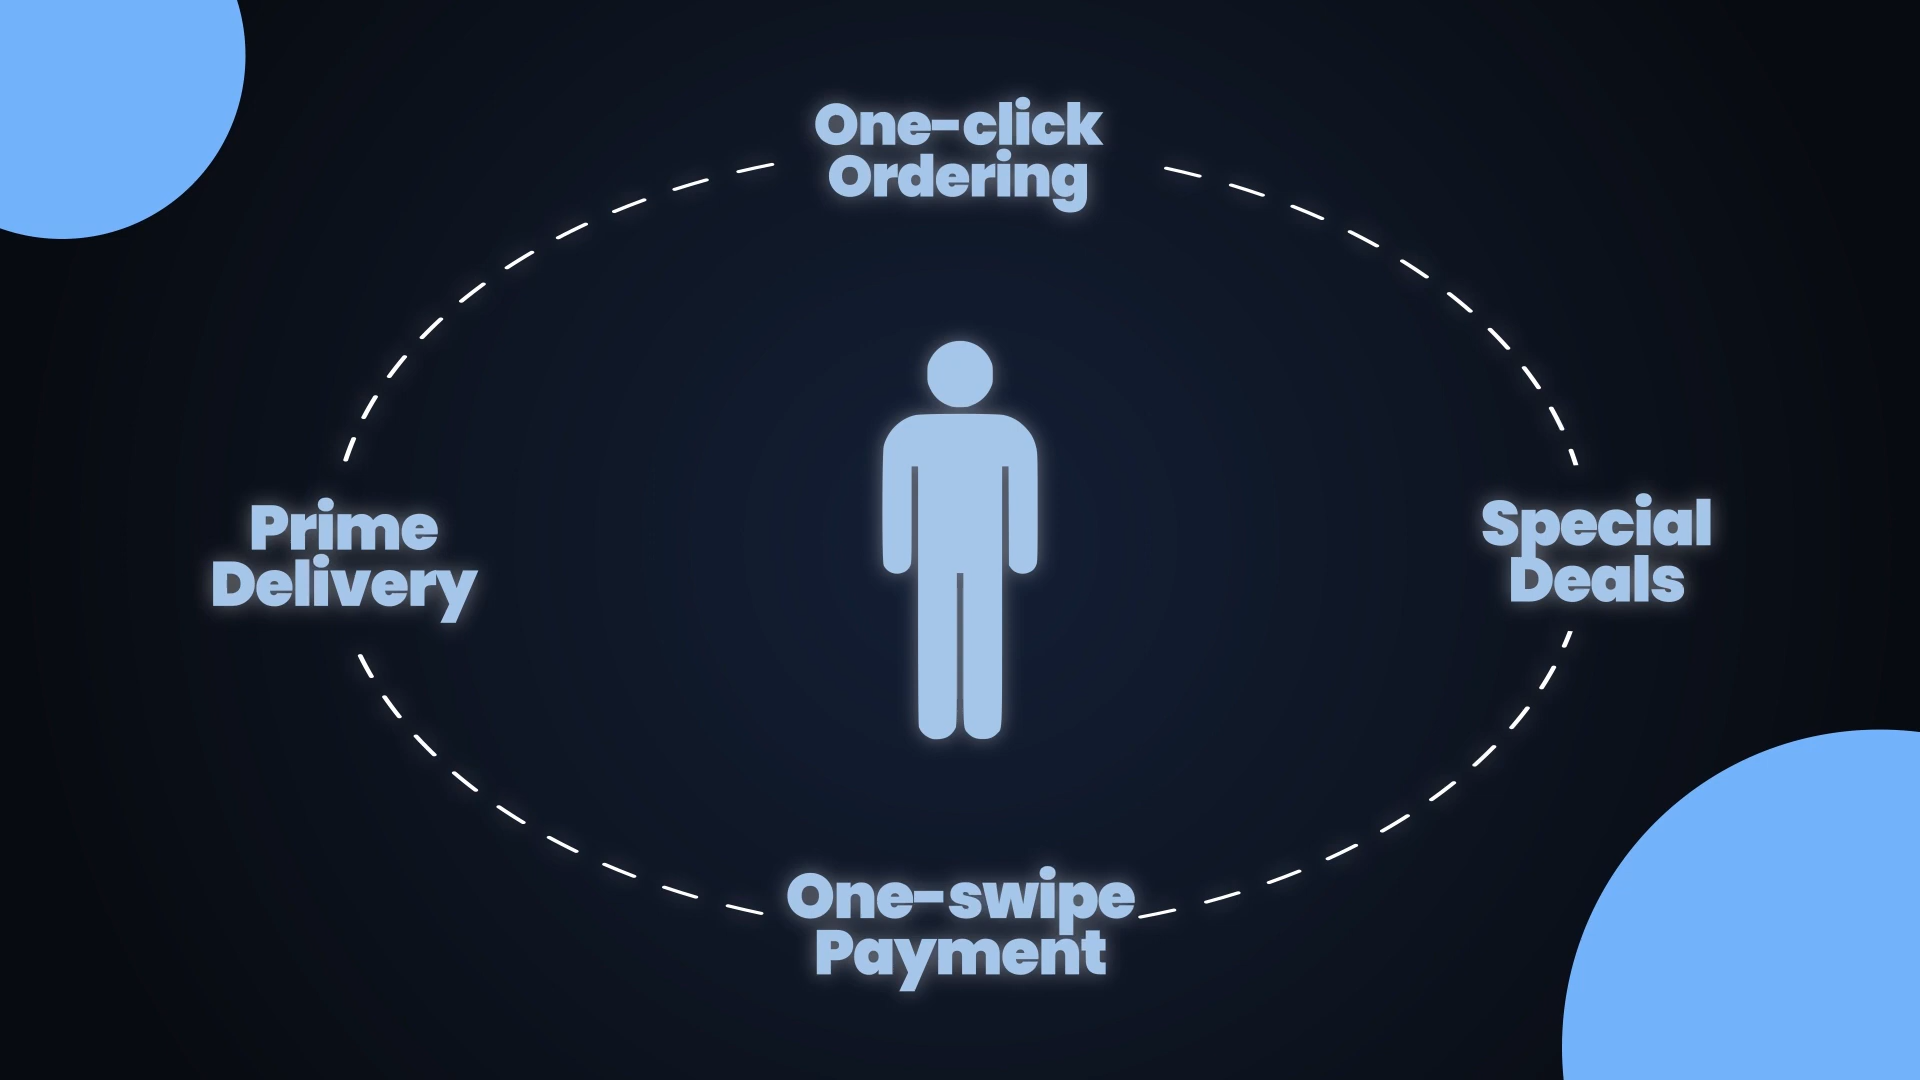 One-click
Ordering
Prime
Delivery
Special
Deals
One-swipe
Payment